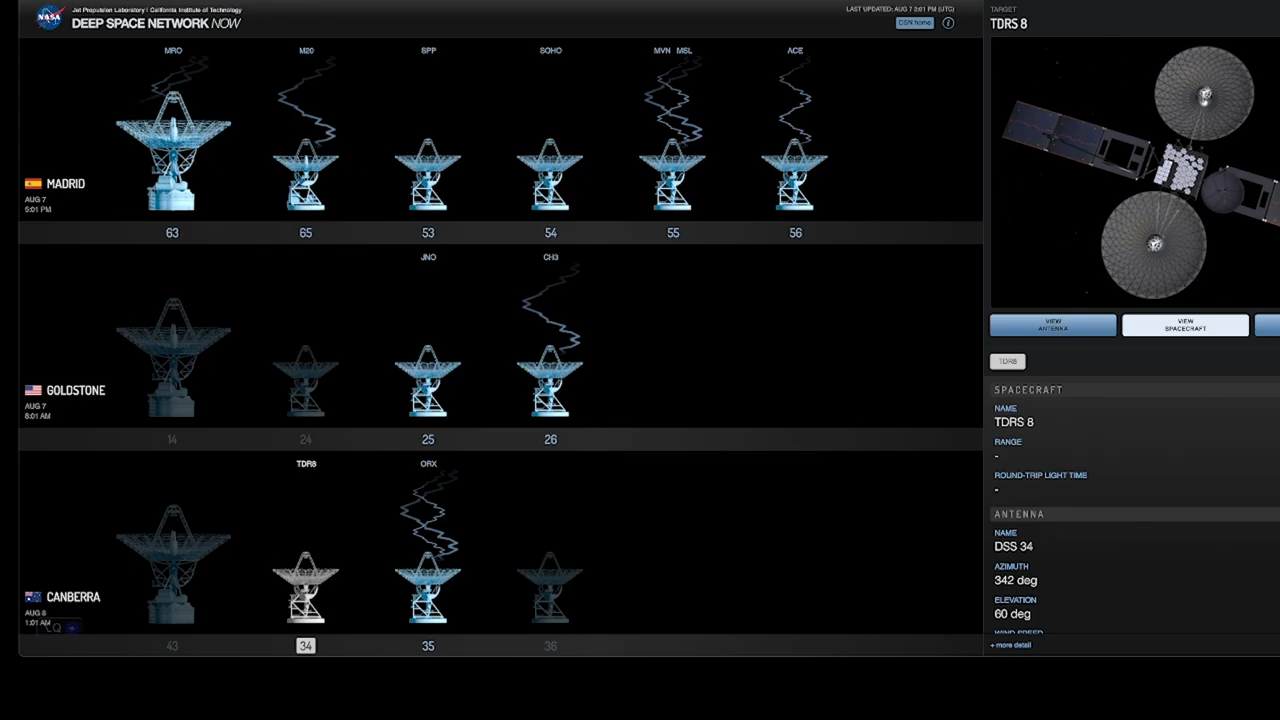 NASA
Jet Propulsion Laboratory | California Institute of Technology
DEEP SPACE NETWORK NOW
LAST UPDATED: AUG 7 3:01 PM (UTC)
DSN home
i
MRO
M20
SPP
SOHO
MVN MSL
ACE
MADRID
AUG 7
5:01 PM
63
65
53
54
55
56
JNO
CH3
GOLDSTONE
AUG 7
8:01 AM
14
24
25
26
TDR8
ORX
CANBERRA
AUG 8
1:01 AM
43
34
35
36
TARGET
TDRS 8
VIEW
ANTENNA
VIEW
SPACECRAFT
TDR8
SPACECRAFT
NAME
TDRS 8
RANGE
-
ROUND-TRIP LIGHT TIME
-
ANTENNA
NAME
DSS 34
AZIMUTH
342 deg
ELEVATION
60 deg
WIND SPEED
+ more detail